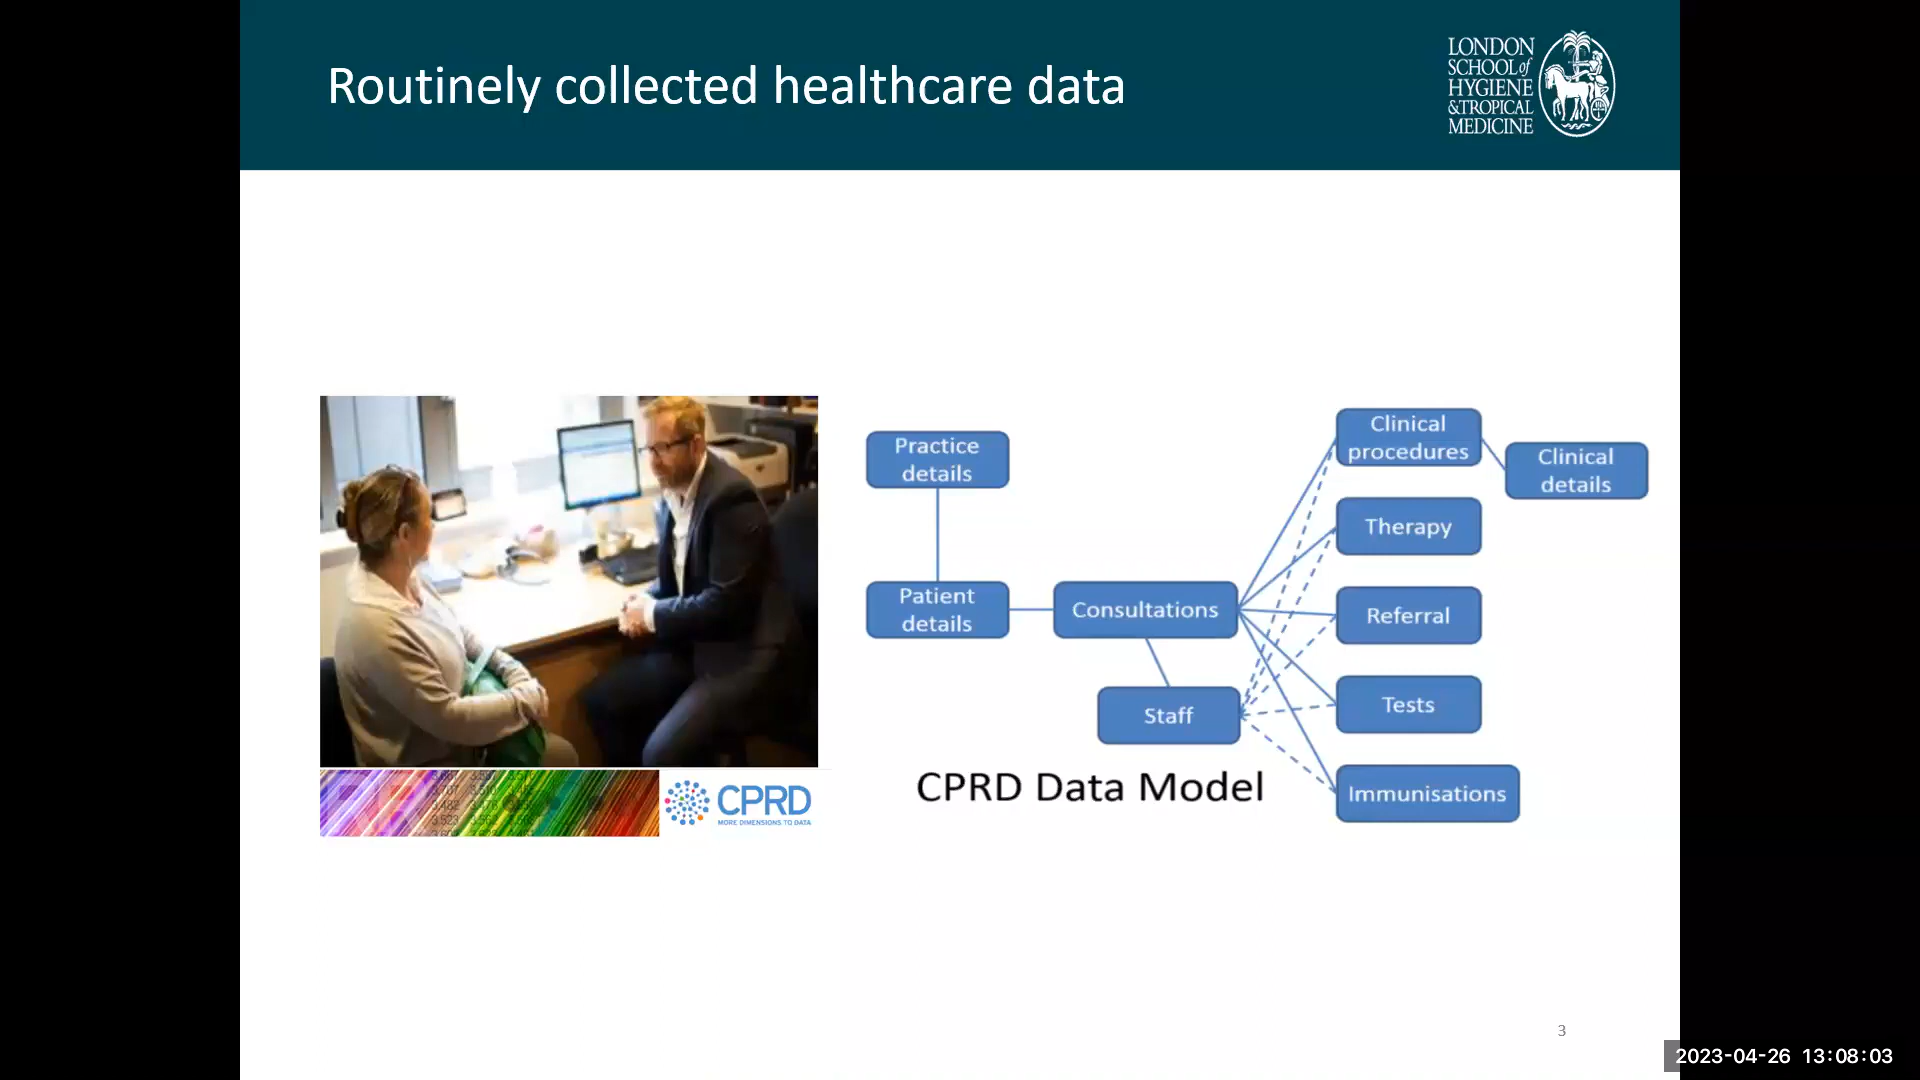 Routinely collected healthcare data
LONDON
SCHOOL of
HYGIENE
&TROPICAL
MEDICINE
Practice
details
Patient
details
Consultations
Staff
Clinical
procedures
Clinical
details
Therapy
Referral
Tests
Immunisations
CPRD Data Model
CPRD
MORE DIMENSIONS TO DATA
3
2023-04-26 13:08:03